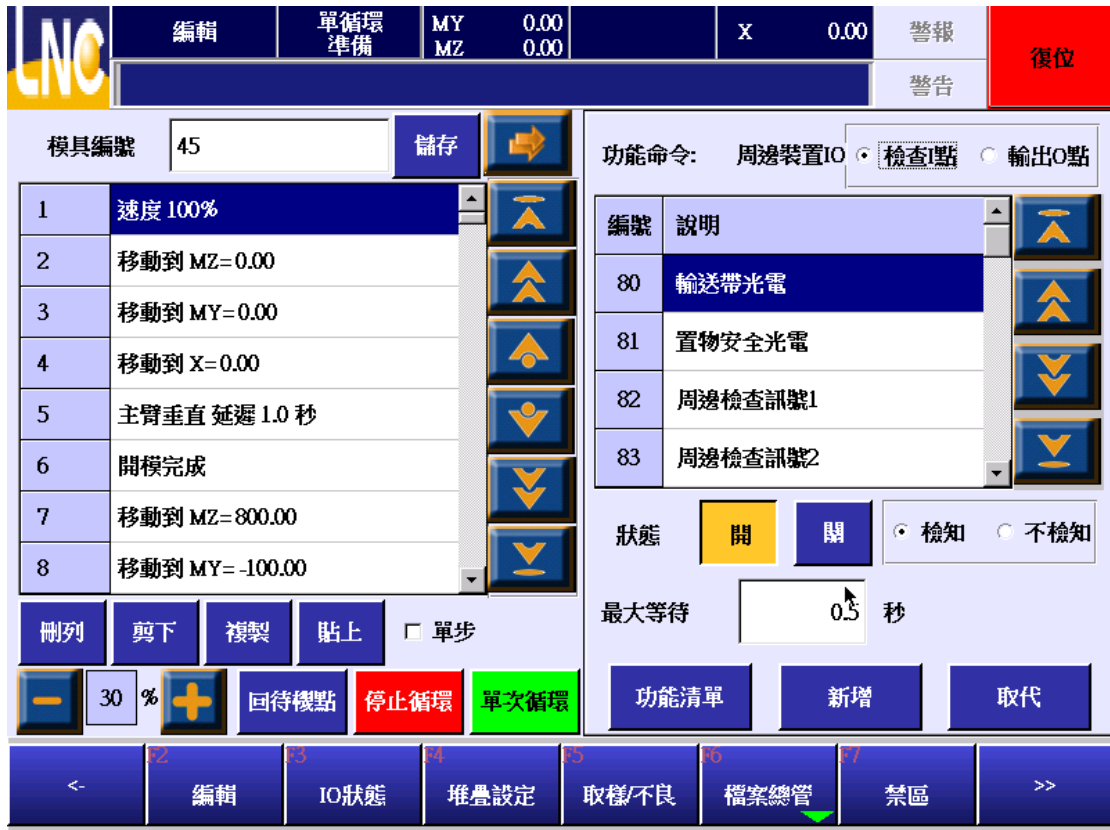 LNC
編輯
單循環
準備
MY 0.00
MZ 0.00
X 0.00
警報
警告
復位
模具編號 45 儲存
1 速度 100%
2 移動到 MZ=0.00
3 移動到 MY=0.00
4 移動到 X=0.00
5 主臂垂直 延遲 1.0 秒
6 開模完成
7 移動到 MZ=800.00
8 移動到 MY=-100.00
刪列 剪下 複製 貼上 單步
30 % 回待機點 停止循環 單次循環
功能命令: 周邊裝置IO 檢查I點 輸出O點
編號 說明
80 輸送帶光電
81 置物安全光電
82 周邊檢查訊號1
83 周邊檢查訊號2
狀態 開 關 檢知 不檢知
最大等待 0.5 秒
功能清單 新增 取代
<-
F2 編輯
F3 IO狀態
F4 堆疊設定
F5 取樣/不良
F6 檔案總管
F7 禁區
>>